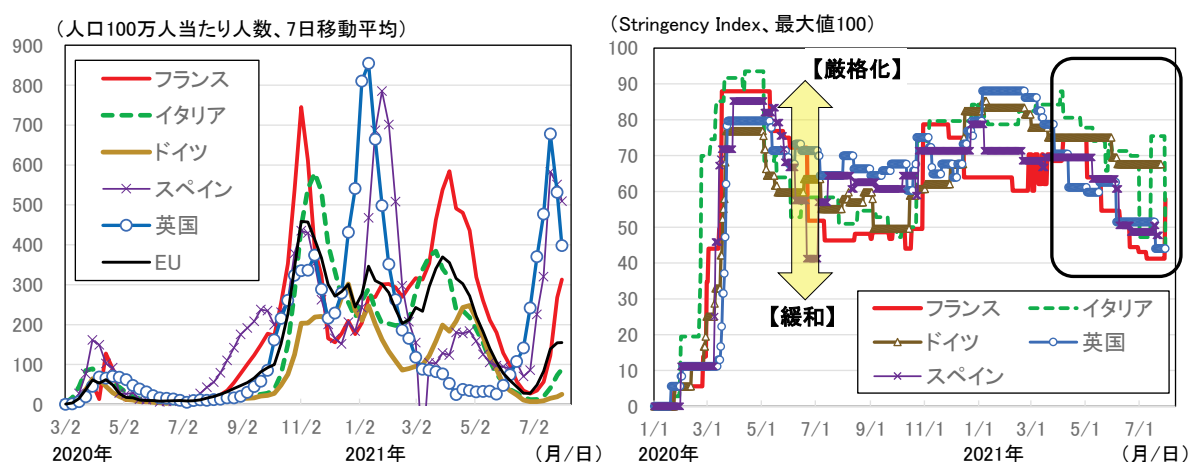 （人口100万人当たり人数、7日移動平均）
900
800
700
600
500
400
300
200
100
0
フランス
イタリア
ドイツ
スペイン
英国
EU
3/2 5/2 7/2 9/2 11/2 1/2 3/2 5/2 7/2
2020年 2021年 （月/日）
（Stringency Index、最大値100）
100
90
80
70
60
50
40
30
20
10
0
【厳格化】
【緩和】
フランス イタリア
ドイツ 英国
スペイン
1/1 3/1 5/1 7/1 9/1 11/1 1/1 3/1 5/1 7/1
2020年 2021年 （月/日）